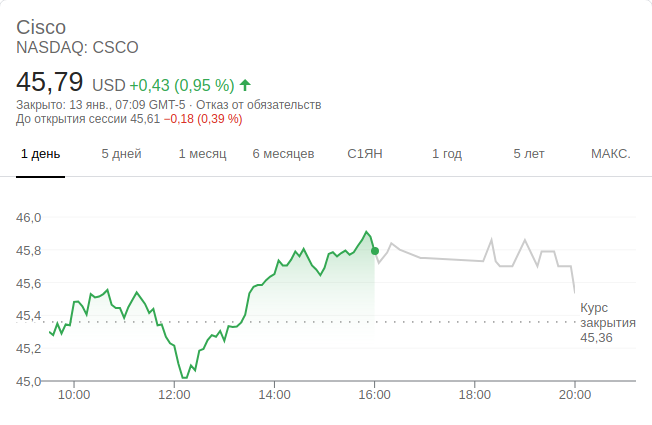 Cisco
NASDAQ: CSCO
45,79 USD +0,43 (0,95 %)
Закрыто: 13 янв., 07:09 GMT-5 · Отказ от обязательств
До открытия сессии 45,61 −0,18 (0,39 %)
1 день 5 дней 1 месяц 6 месяцев С1ЯН 1 год 5 лет МАКС.
46,0
45,8
45,6
45,4
45,2
45,0
Курс
закрытия
45,36
10:00 12:00 14:00 16:00 18:00 20:00